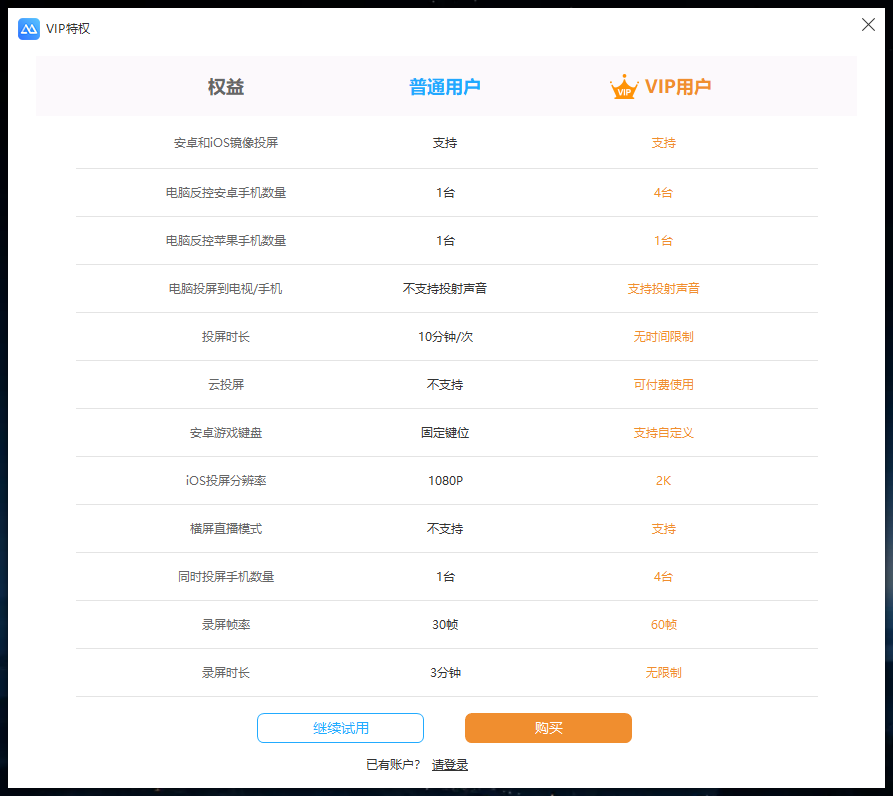 VIP特权
权益 普通用户 VIP VIP用户
安卓和iOS镜像投屏 支持 支持
电脑反控安卓手机数量 1台 4台
电脑反控苹果手机数量 1台 1台
电脑投屏到电视/手机 不支持投射声音 支持投射声音
投屏时长 10分钟/次 无时间限制
云投屏 不支持 可付费使用
安卓游戏键盘 固定键位 支持自定义
iOS投屏分辨率 1080P 2K
横屏直播模式 不支持 支持
同时投屏手机数量 1台 4台
录屏帧率 30帧 60帧
录屏时长 3分钟 无限制
继续试用 购买
已有账户？ 请登录